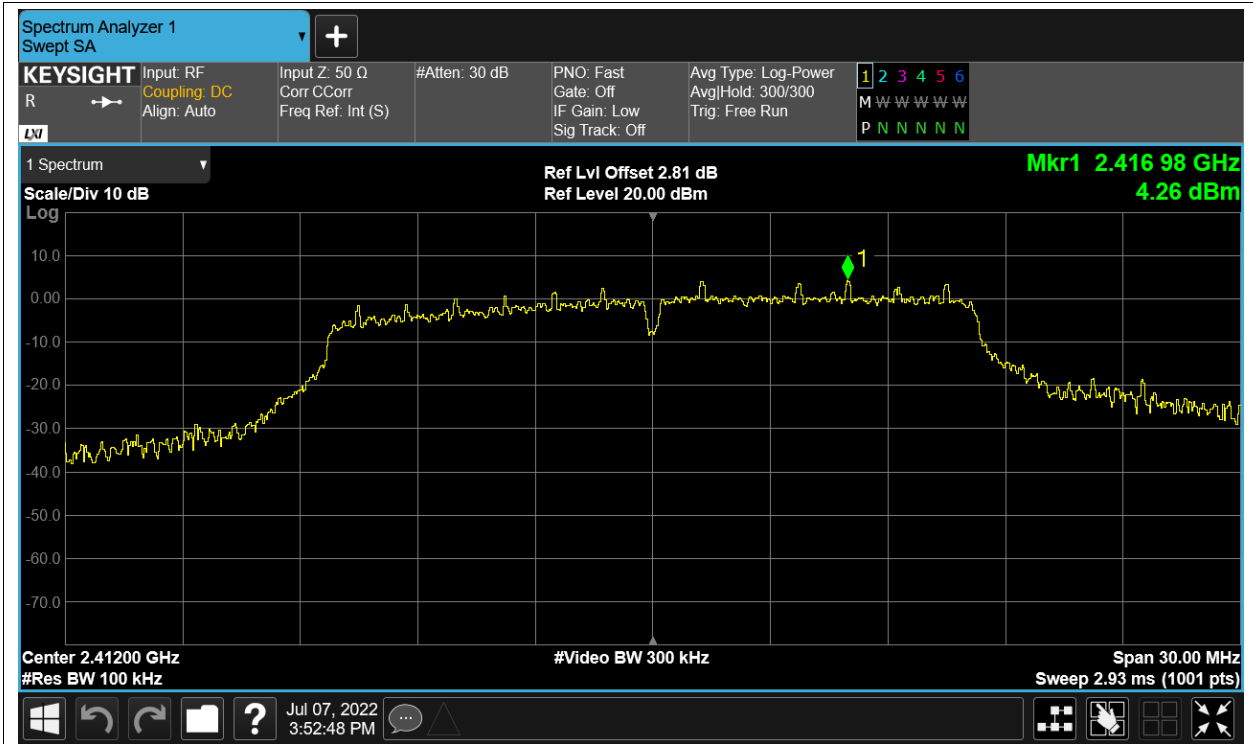 Spectrum Analyzer 1
Swept SA
KEYSIGHT
R
LXI
Input: RF
Coupling: DC
Align: Auto
Input Z: 50 Ω
Corr CCorr
Freq Ref: Int (S)
#Atten: 30 dB
PNO: Fast
Gate: Off
IF Gain: Low
Sig Track: Off
Avg Type: Log-Power
Avg|Hold: 300/300
Trig: Free Run
1 2 3 4 5 6
M W W W W W
P N N N N N
1 Spectrum
Scale/Div 10 dB
Ref Lvl Offset 2.81 dB
Ref Level 20.00 dBm
Mkr1 2.416 98 GHz
4.26 dBm
Log
10.0
0.00
-10.0
-20.0
-30.0
-40.0
-50.0
-60.0
-70.0
1
Center 2.41200 GHz
#Res BW 100 kHz
#Video BW 300 kHz
Span 30.00 MHz
Sweep 2.93 ms (1001 pts)
?
Jul 07, 2022
3:52:48 PM